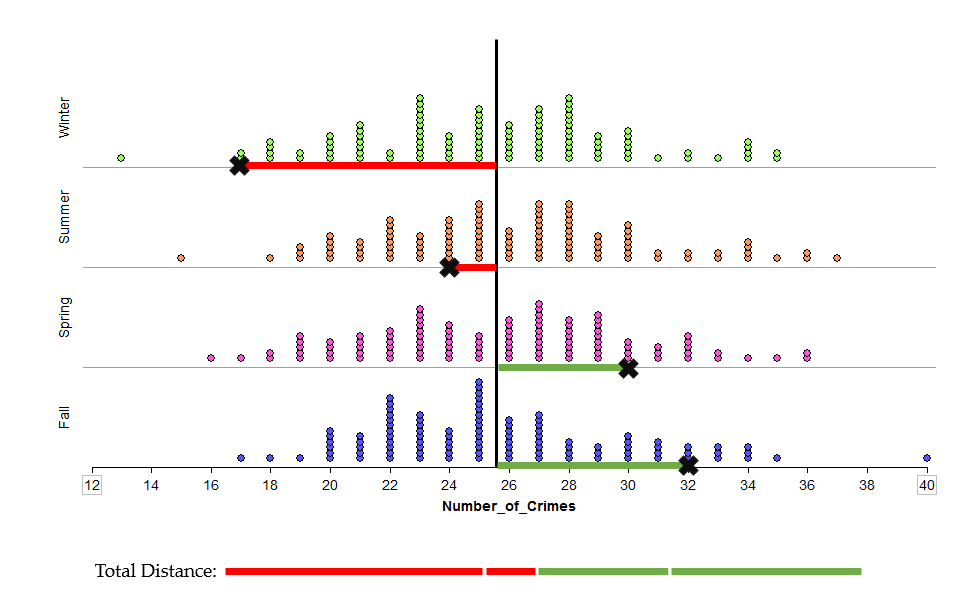 Winter
Summer
Spring
Fall
12 14 16 18 20 22 24 26 28 30 32 34 36 38 40
Number_of_Crimes
Total Distance: